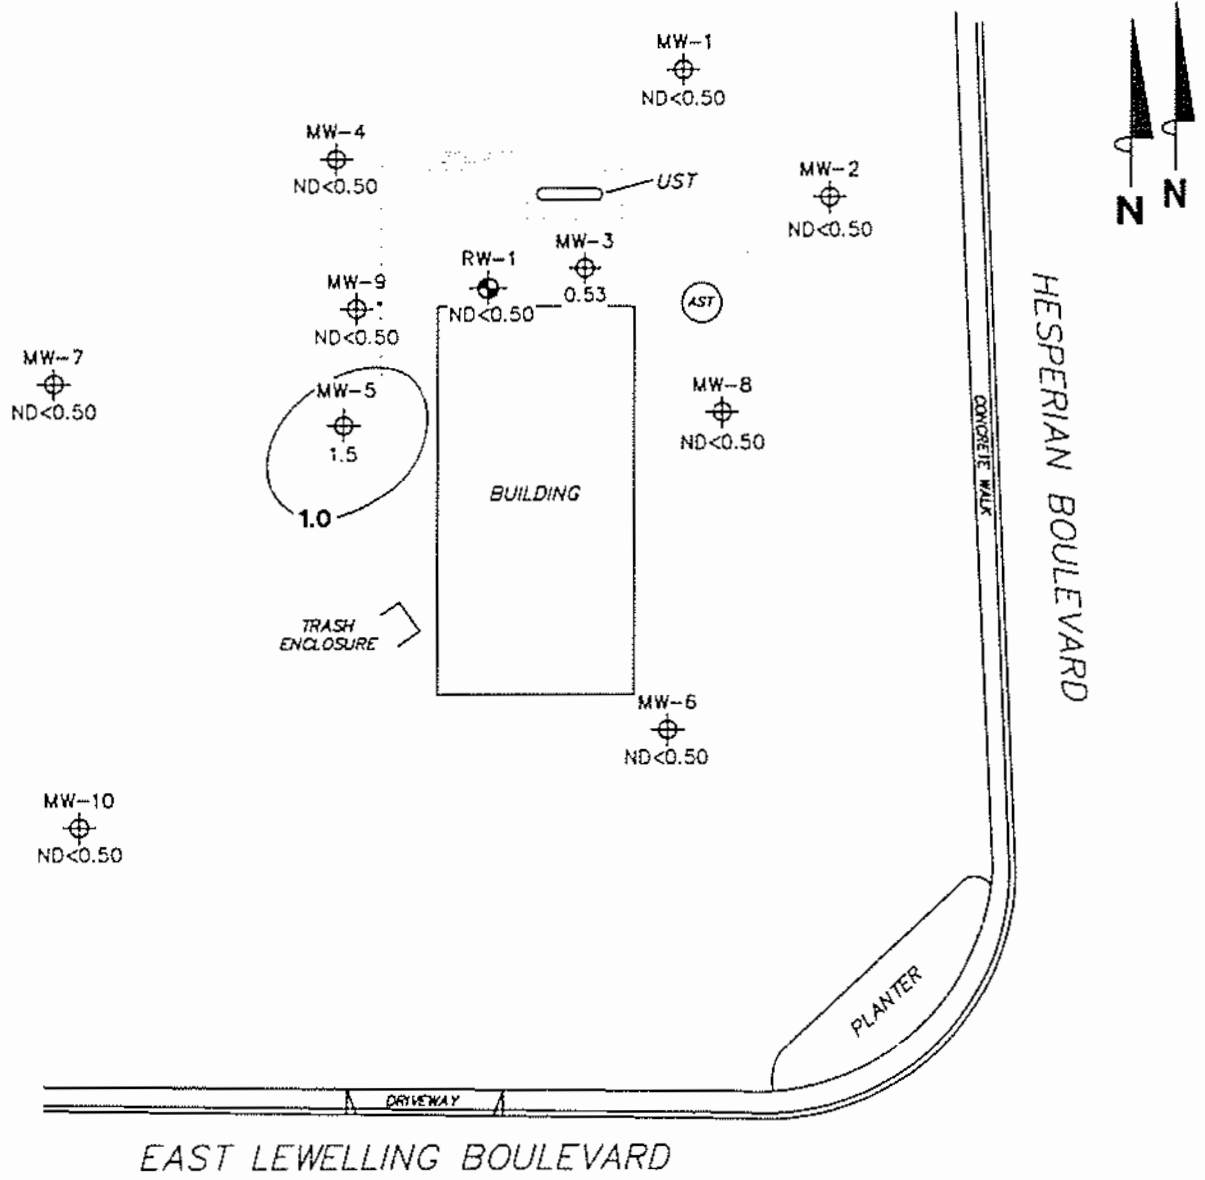 MW-1
ND<0.50
MW-4
ND<0.50
UST
MW-2
ND<0.50
N
N
MW-3
0.53
RW-1
ND<0.50
MW-9
ND<0.50
AST
MW-7
ND<0.50
MW-5
1.5
1.0
MW-8
ND<0.50
BUILDING
CONCRETE WALK
HESPERIAN BOULEVARD
TRASH
ENCLOSURE
MW-6
ND<0.50
MW-10
ND<0.50
PLANTER
DRIVEWAY
EAST LEWELLING BOULEVARD